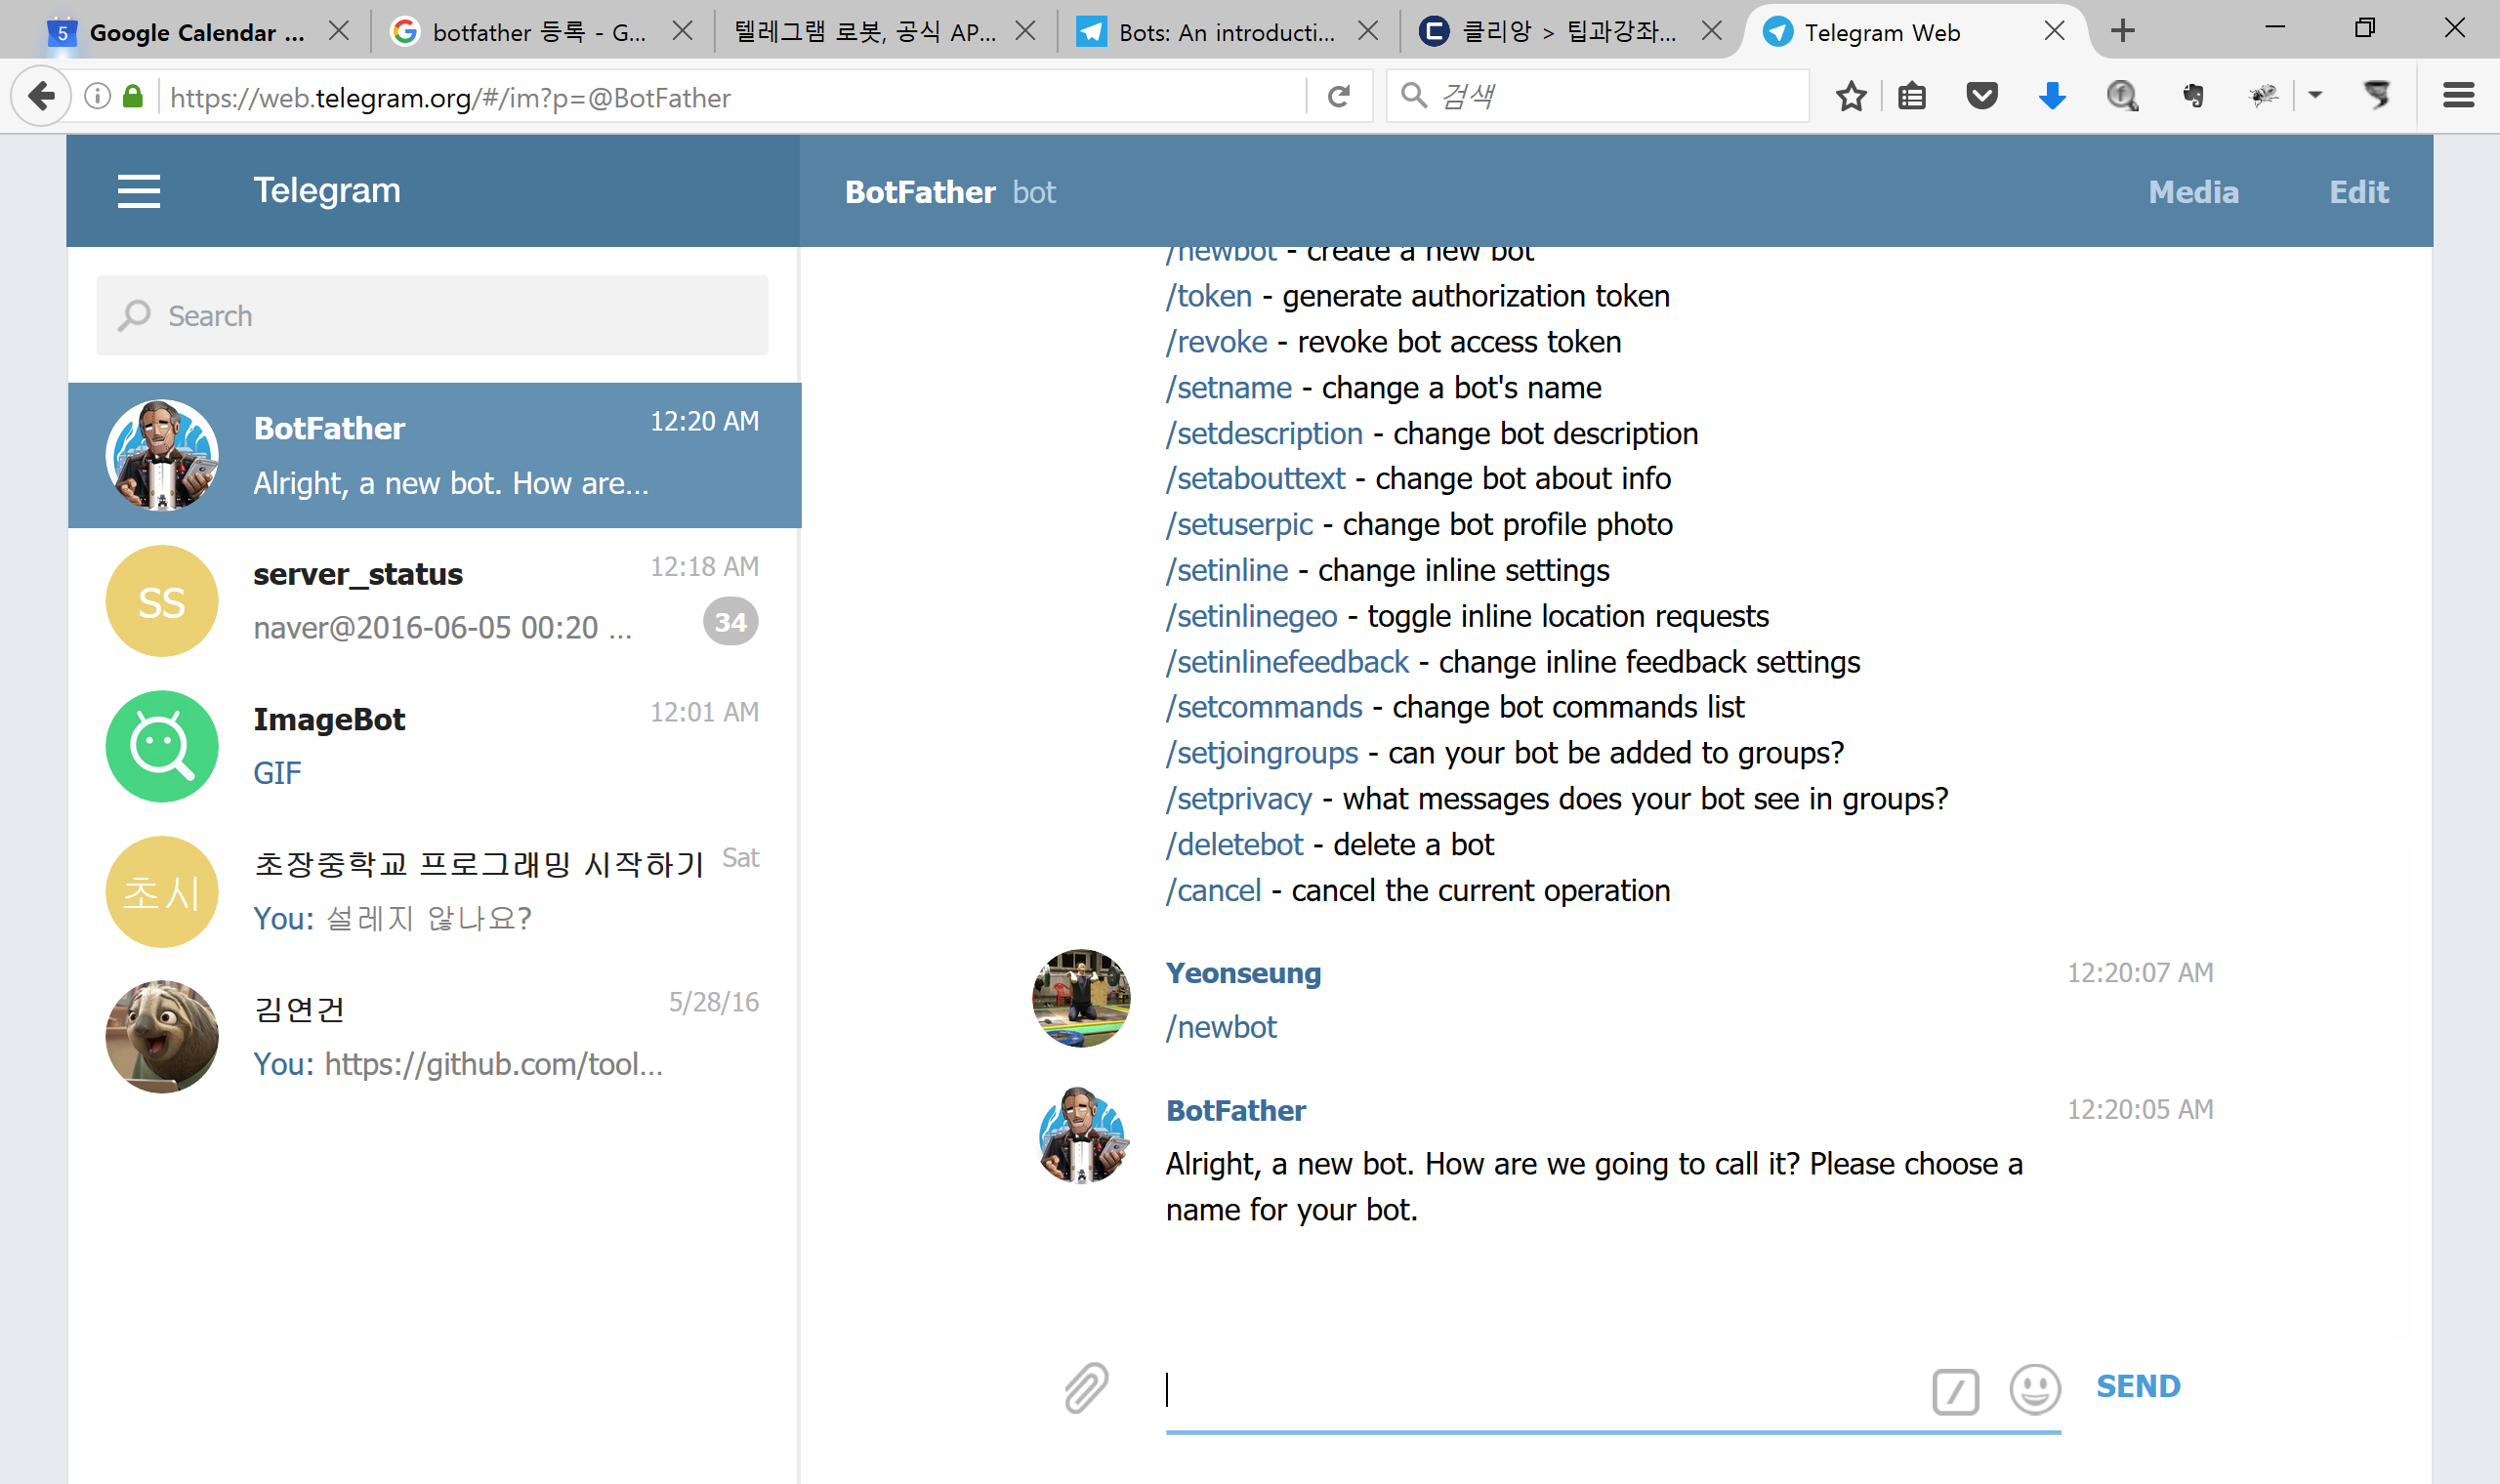 5
Google Calendar ...
botfather 등록 - G...
텔레그램 로봇, 공식 AP...
Bots: An introducti...
클리앙 > 팁과강좌...
Telegram Web
https://web.telegram.org/#/im?p=@BotFather
검색
Telegram
BotFather bot
Media
Edit
Search
BotFather
12:20 AM
Alright, a new bot. How are...
SS
server_status
12:18 AM
naver@2016-06-05 00:20 ...
34
ImageBot
12:01 AM
GIF
초시
초장중학교 프로그래밍 시작하기
Sat
You: 설레지 않나요?
김연건
5/28/16
You: https://github.com/tool...
/newbot - create a new bot
/token - generate authorization token
/revoke - revoke bot access token
/setname - change a bot's name
/setdescription - change bot description
/setabouttext - change bot about info
/setuserpic - change bot profile photo
/setinline - change inline settings
/setinlinegeo - toggle inline location requests
/setinlinefeedback - change inline feedback settings
/setcommands - change bot commands list
/setjoingroups - can your bot be added to groups?
/setprivacy - what messages does your bot see in groups?
/deletebot - delete a bot
/cancel - cancel the current operation
Yeonseung
12:20:07 AM
/newbot
BotFather
12:20:05 AM
Alright, a new bot. How are we going to call it? Please choose a
name for your bot.
SEND